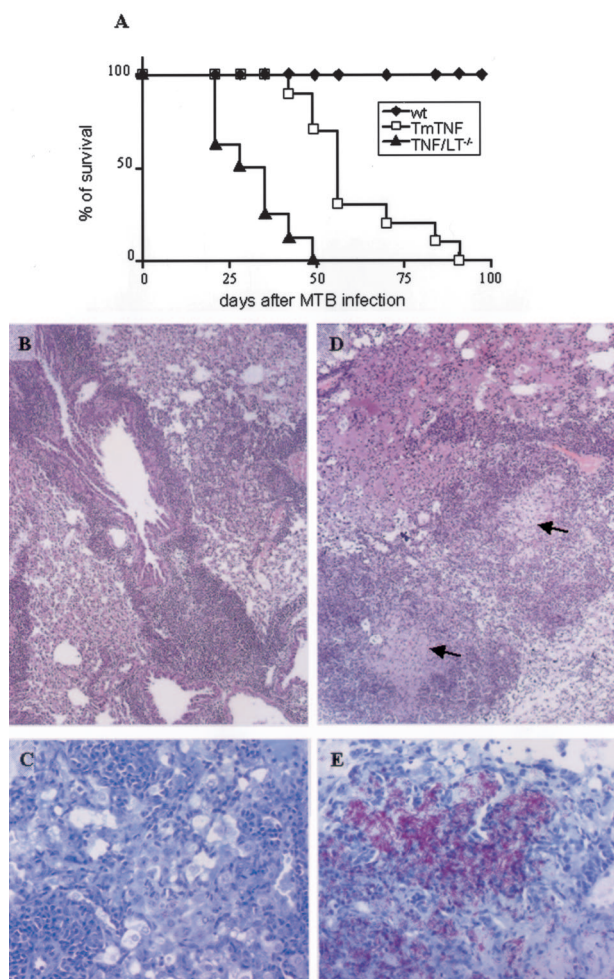 A
% of survival
100
50
0
wt
TmTNF
TNF/LT-/-
0 25 50 75 100
days after MTB infection
B
D
C
E